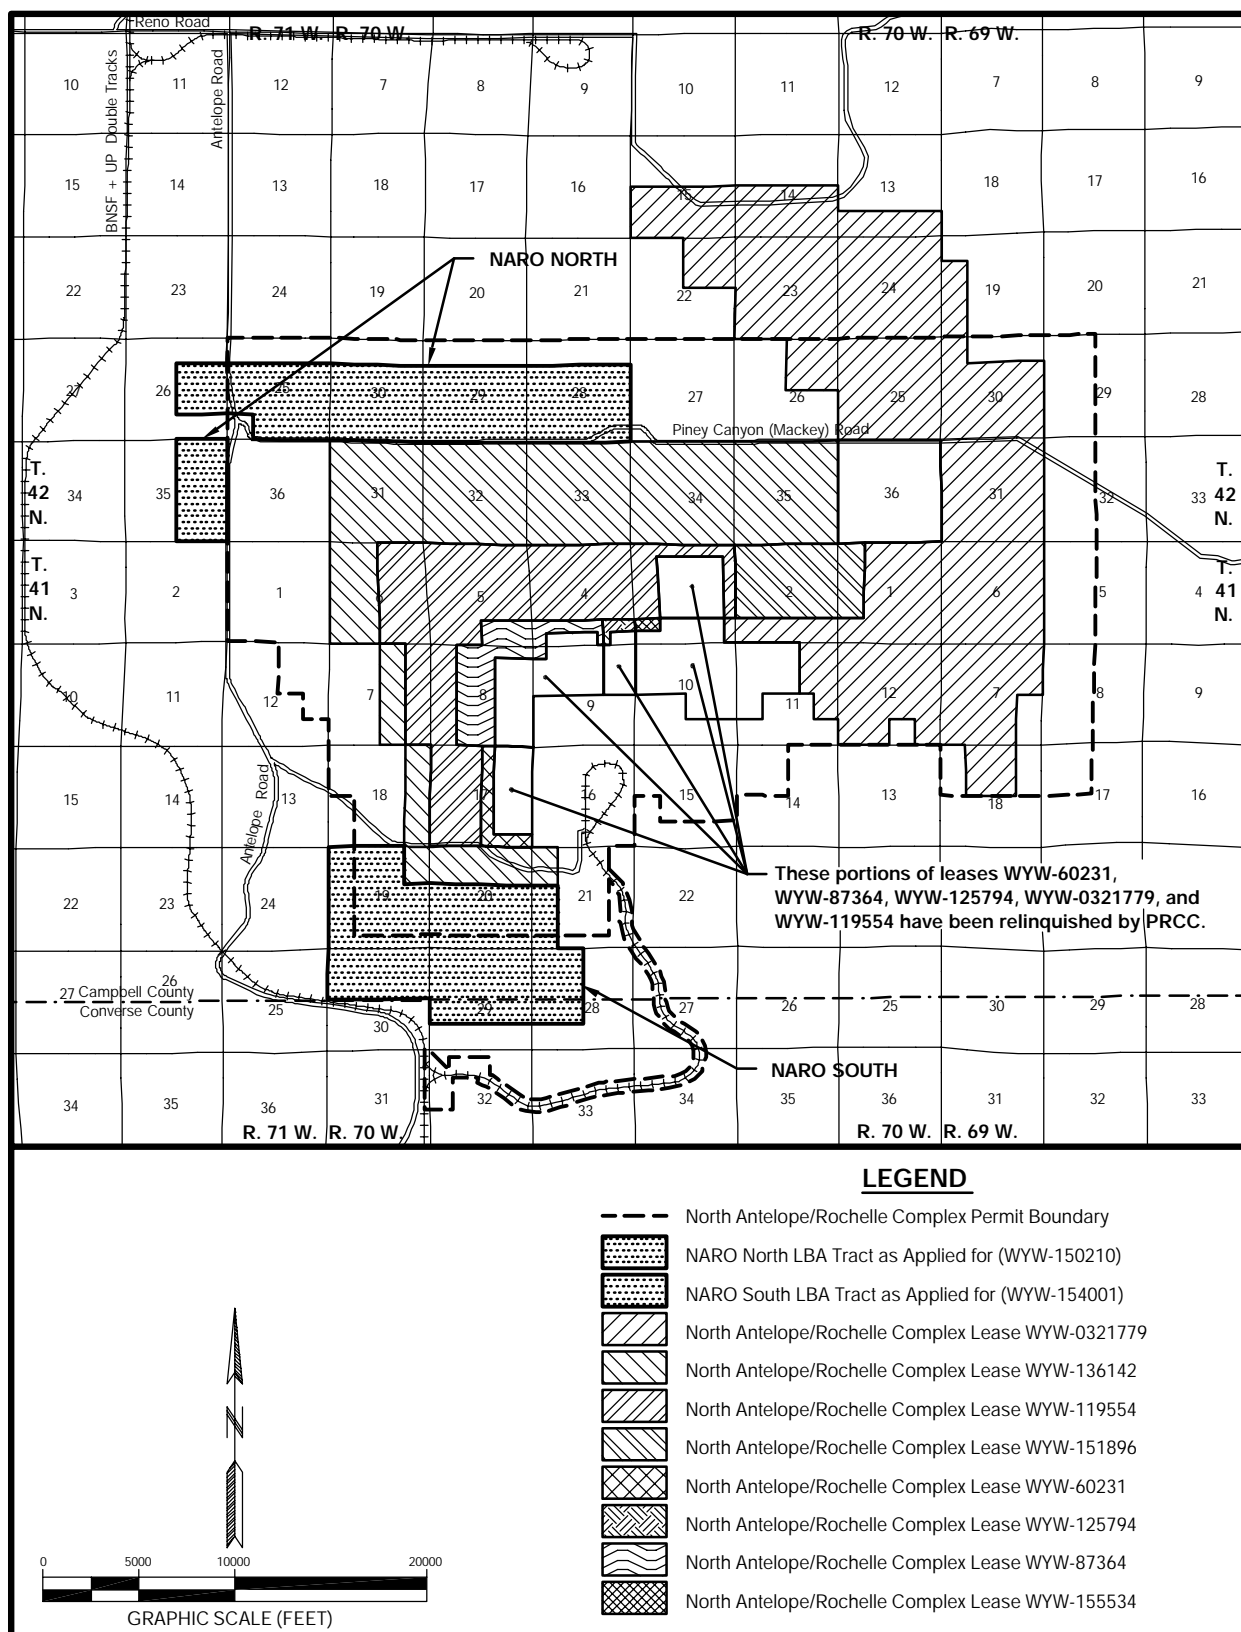 Reno Road
R. 71 W. R. 70 W.
R. 70 W. R. 69 W.
BNSF + UP Double Tracks
Antelope Road
10 11 12 7 8 9 10 11 12 7 8 9
15 14 13 18 17 16 15 14 13 18 17 16
NARO NORTH
22 23 24 19 20 21 22 23 24 19 20 21
27 26 25 30 29 28 27 26 25 30 29 28
Piney Canyon (Mackey) Road
T.
42
N.
34 35 36 31 32 33 34 35 36 31 32 33
T.
42
N.
T.
41
N.
3 2 1 6 5 4 2 1 6 5 4
T.
41
N.
10 11 12 7 8 9 10 11 12 7 8 9
15 14 13 18 17 16 15 14 13 18 17 16
Antelope Road
These portions of leases WYW-60231,
WYW-87364, WYW-125794, WYW-0321779, and
WYW-119554 have been relinquished by PRCC.
22 23 24 19 20 21 22
27 26 25 30 29 28 27 26 25 30 29 28
Campbell County
Converse County
NARO SOUTH
34 35 36 31 32 33 34 35 36 31 32 33
R. 71 W. R. 70 W.
R. 70 W. R. 69 W.
LEGEND
North Antelope/Rochelle Complex Permit Boundary
NARO North LBA Tract as Applied for (WYW-150210)
NARO South LBA Tract as Applied for (WYW-154001)
North Antelope/Rochelle Complex Lease WYW-0321779
North Antelope/Rochelle Complex Lease WYW-136142
North Antelope/Rochelle Complex Lease WYW-119554
North Antelope/Rochelle Complex Lease WYW-151896
North Antelope/Rochelle Complex Lease WYW-60231
North Antelope/Rochelle Complex Lease WYW-125794
North Antelope/Rochelle Complex Lease WYW-87364
North Antelope/Rochelle Complex Lease WYW-155534
N
0 5000 10000 20000
GRAPHIC SCALE (FEET)